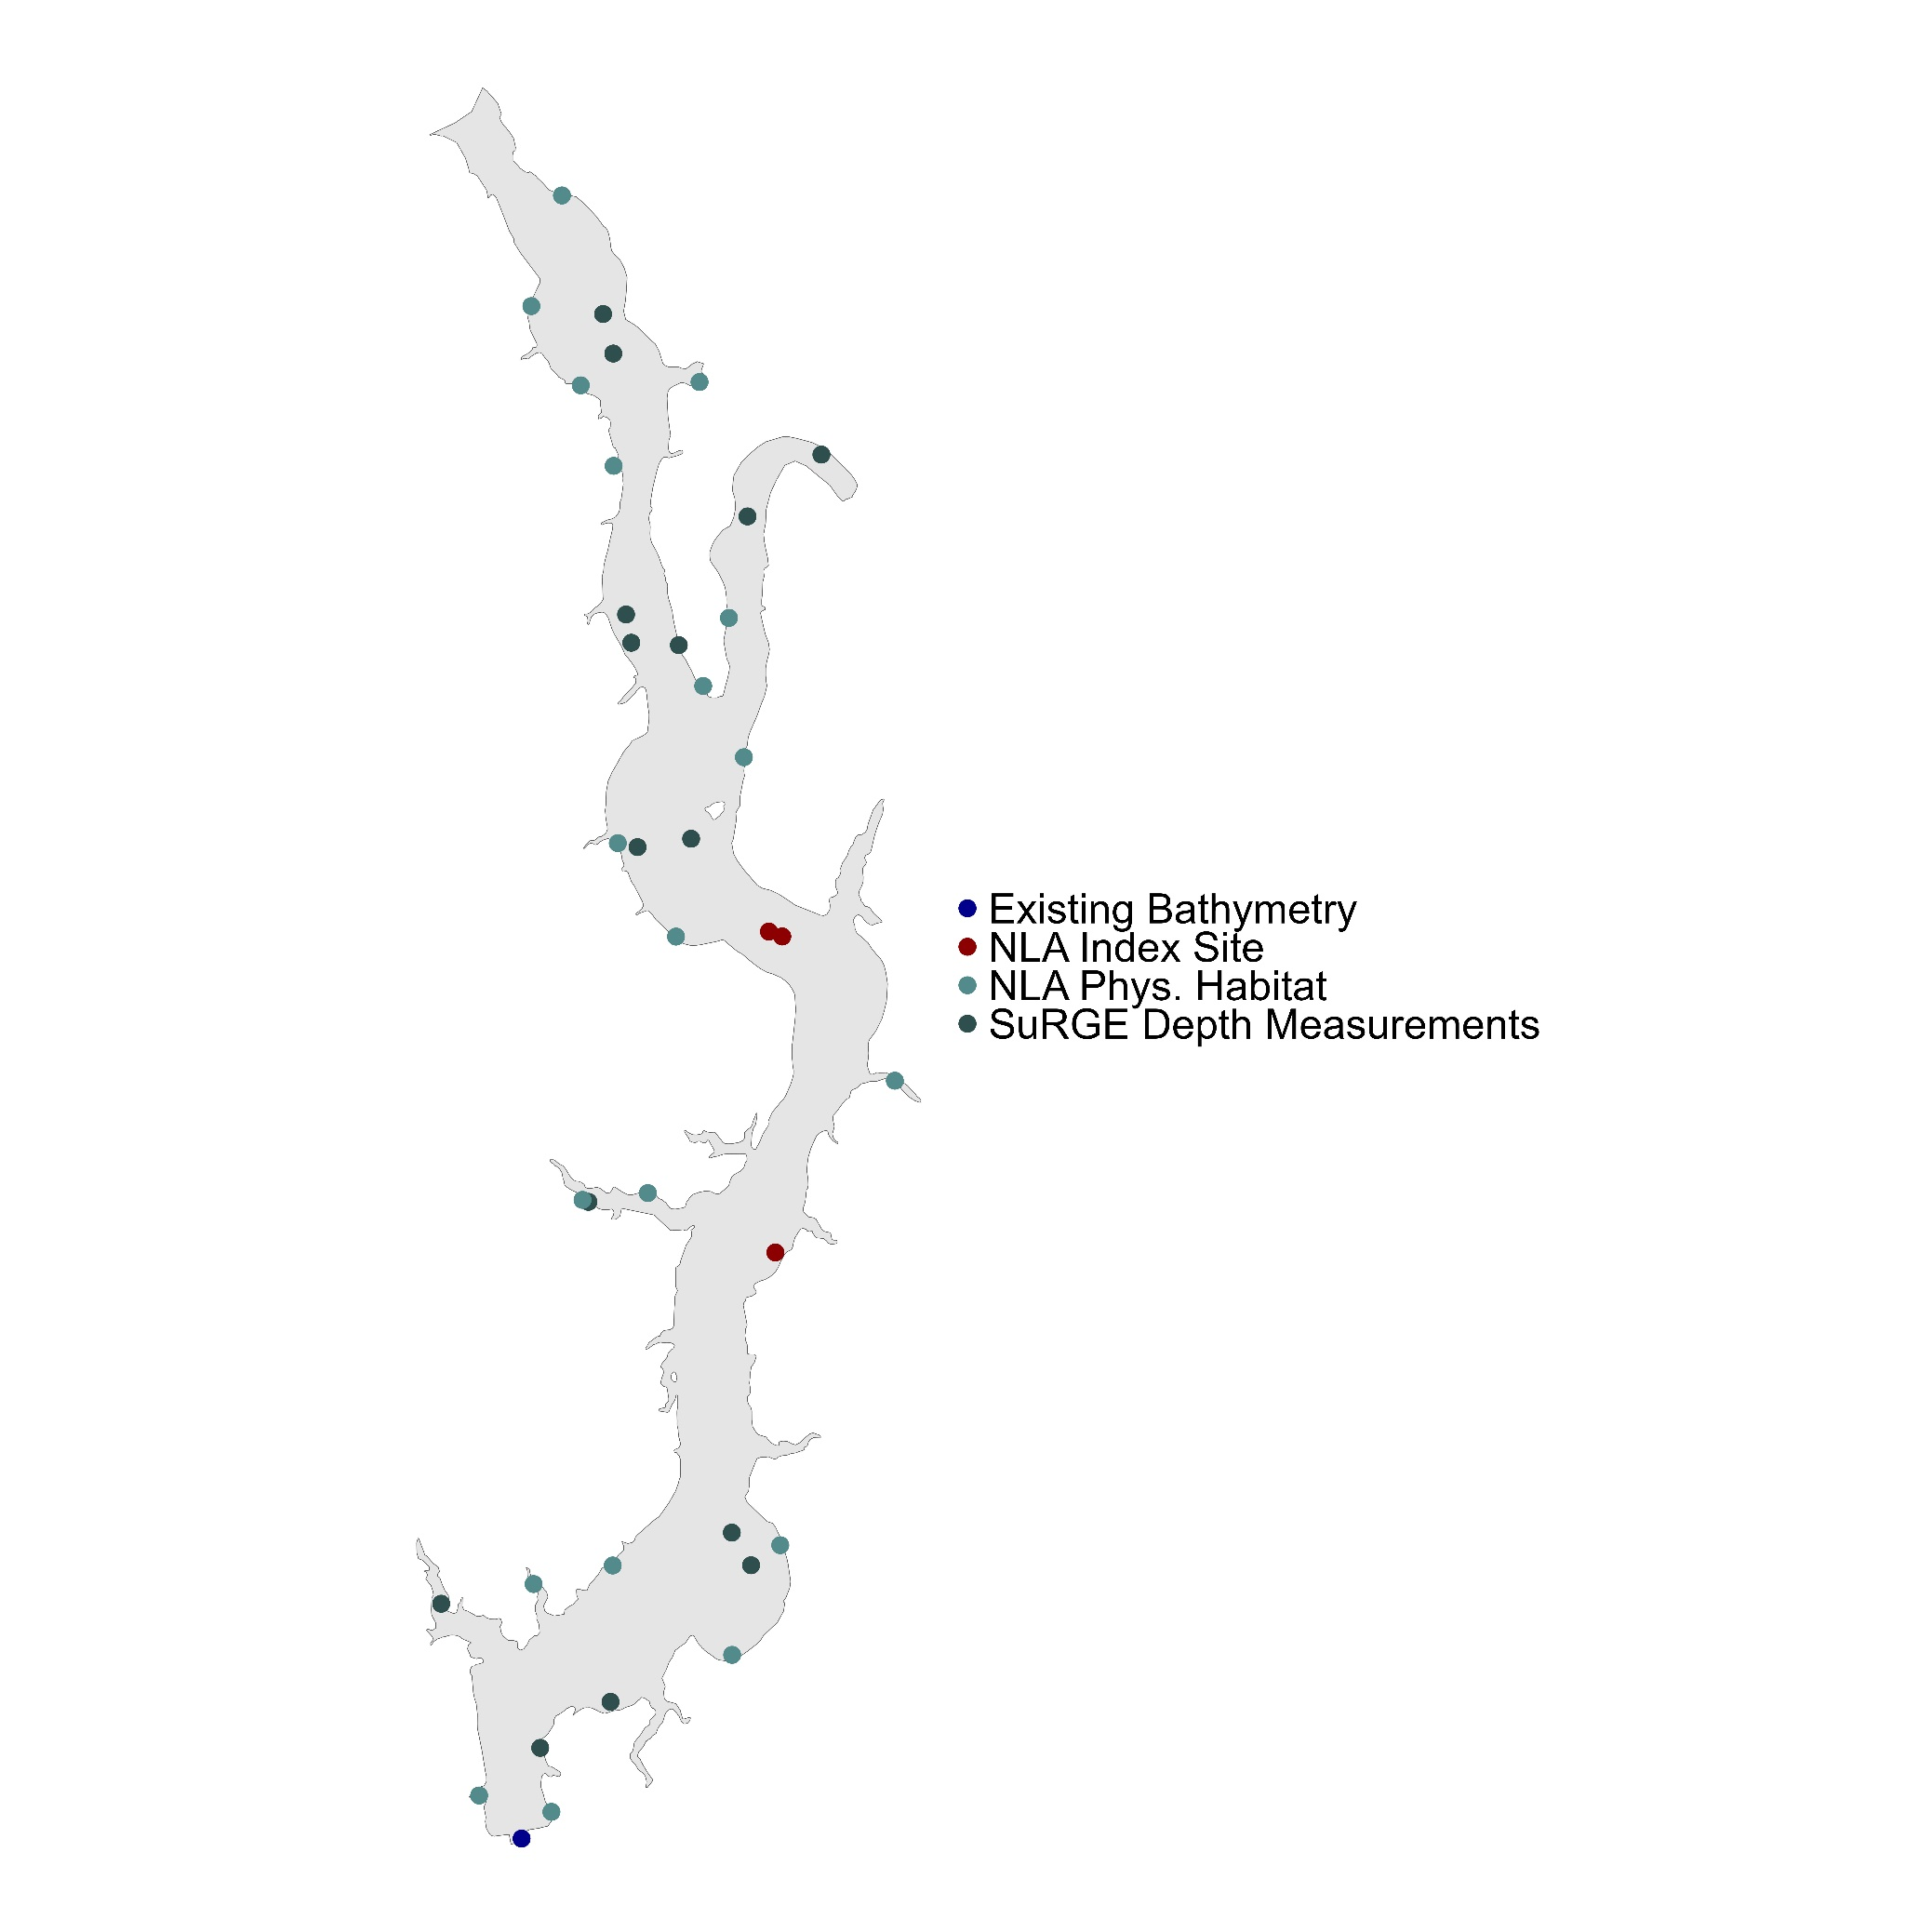 Existing Bathymetry
NLA Index Site
NLA Phys. Habitat
SuRGE Depth Measurements